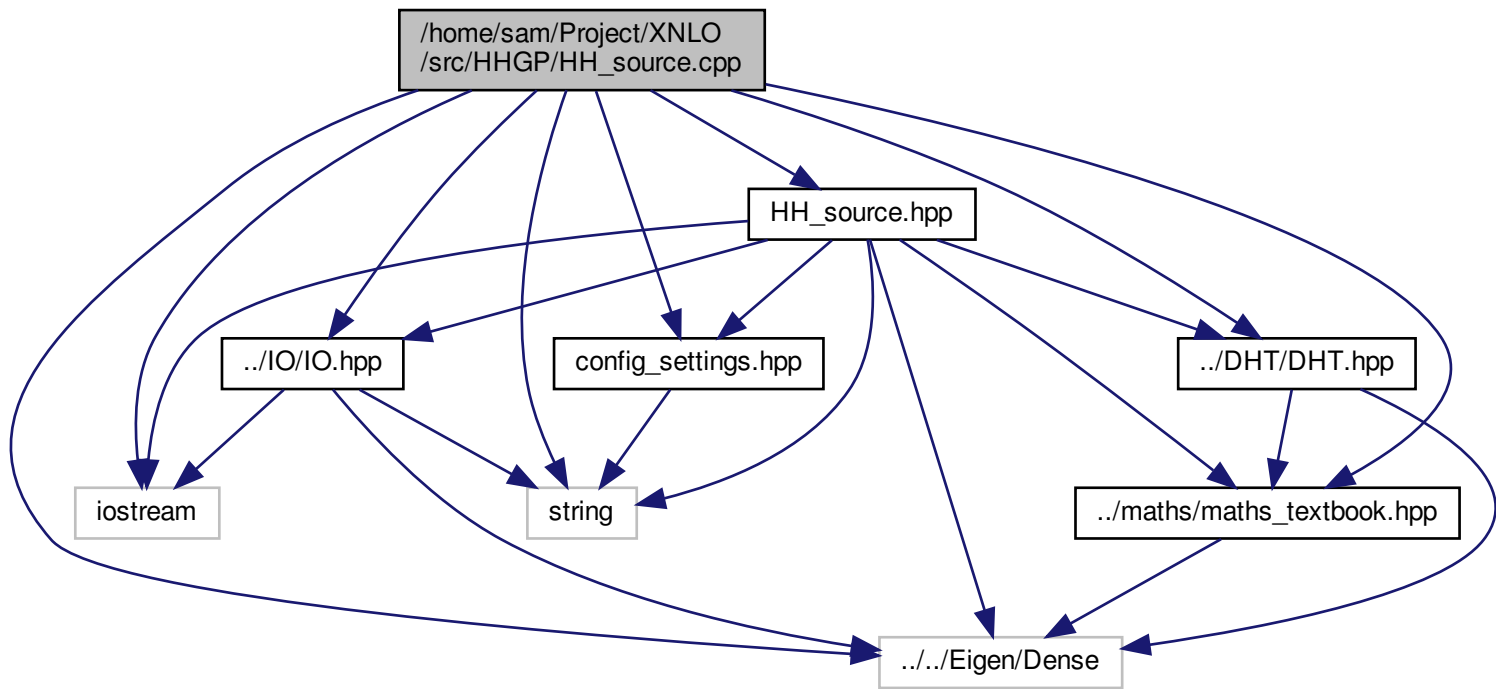 /home/sam/Project/XNLO
/src/HHGP/HH_source.cpp
HH_source.hpp
../IO/IO.hpp
config_settings.hpp
../DHT/DHT.hpp
iostream
string
../maths/maths_textbook.hpp
../../Eigen/Dense